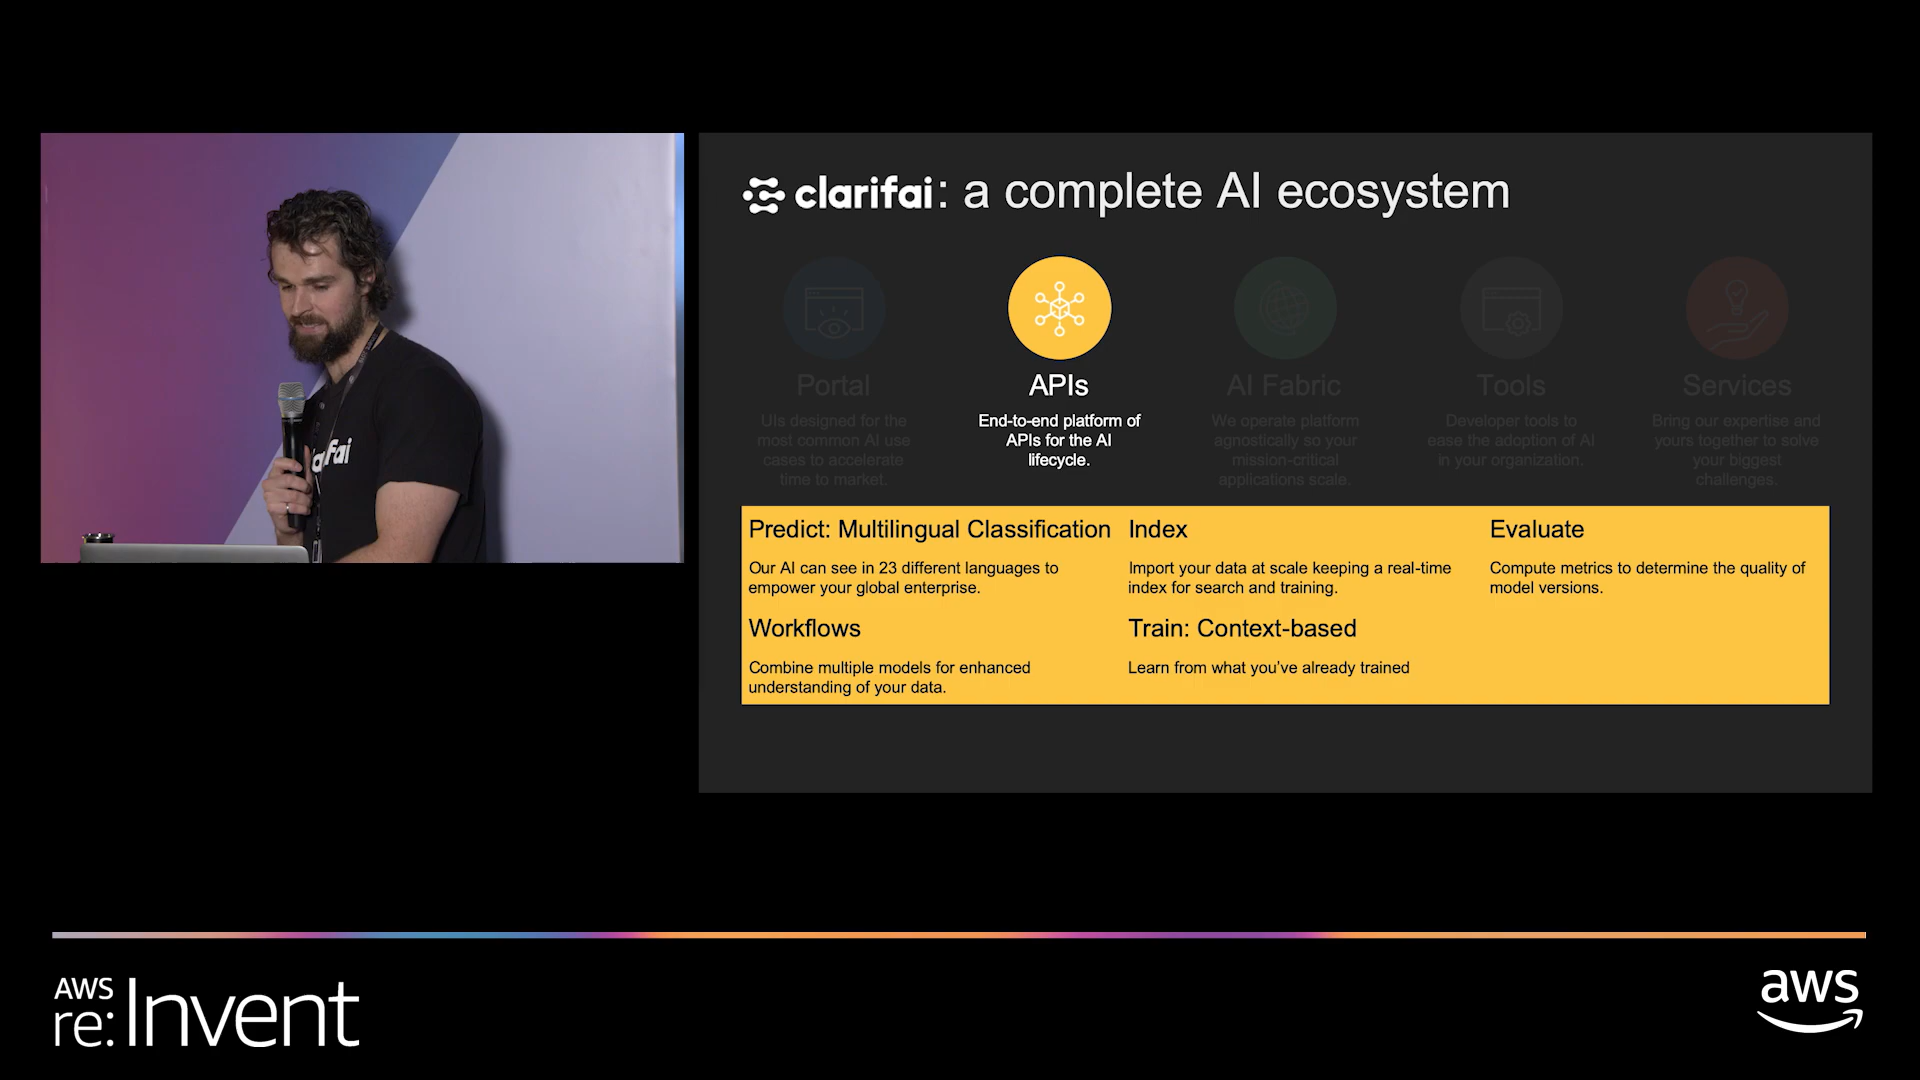 clarifai: a complete AI ecosystem
Portal
UIs designed for the
most common AI use
cases to accelerate
time to market.
APIs
End-to-end platform of
APIs for the AI
lifecycle.
AI Fabric
We operate platform
agnostically so your
mission-critical
applications scale.
Tools
Developer tools to
ease the adoption of AI
in your organization.
Services
Bring our expertise and
yours together to solve
your biggest
challenges.
Predict: Multilingual Classification
Our AI can see in 23 different languages to
empower your global enterprise.
Index
Import your data at scale keeping a real-time
index for search and training.
Evaluate
Compute metrics to determine the quality of
model versions.
Workflows
Combine multiple models for enhanced
understanding of your data.
Train: Context-based
Learn from what you’ve already trained
AWS
re:Invent
aws